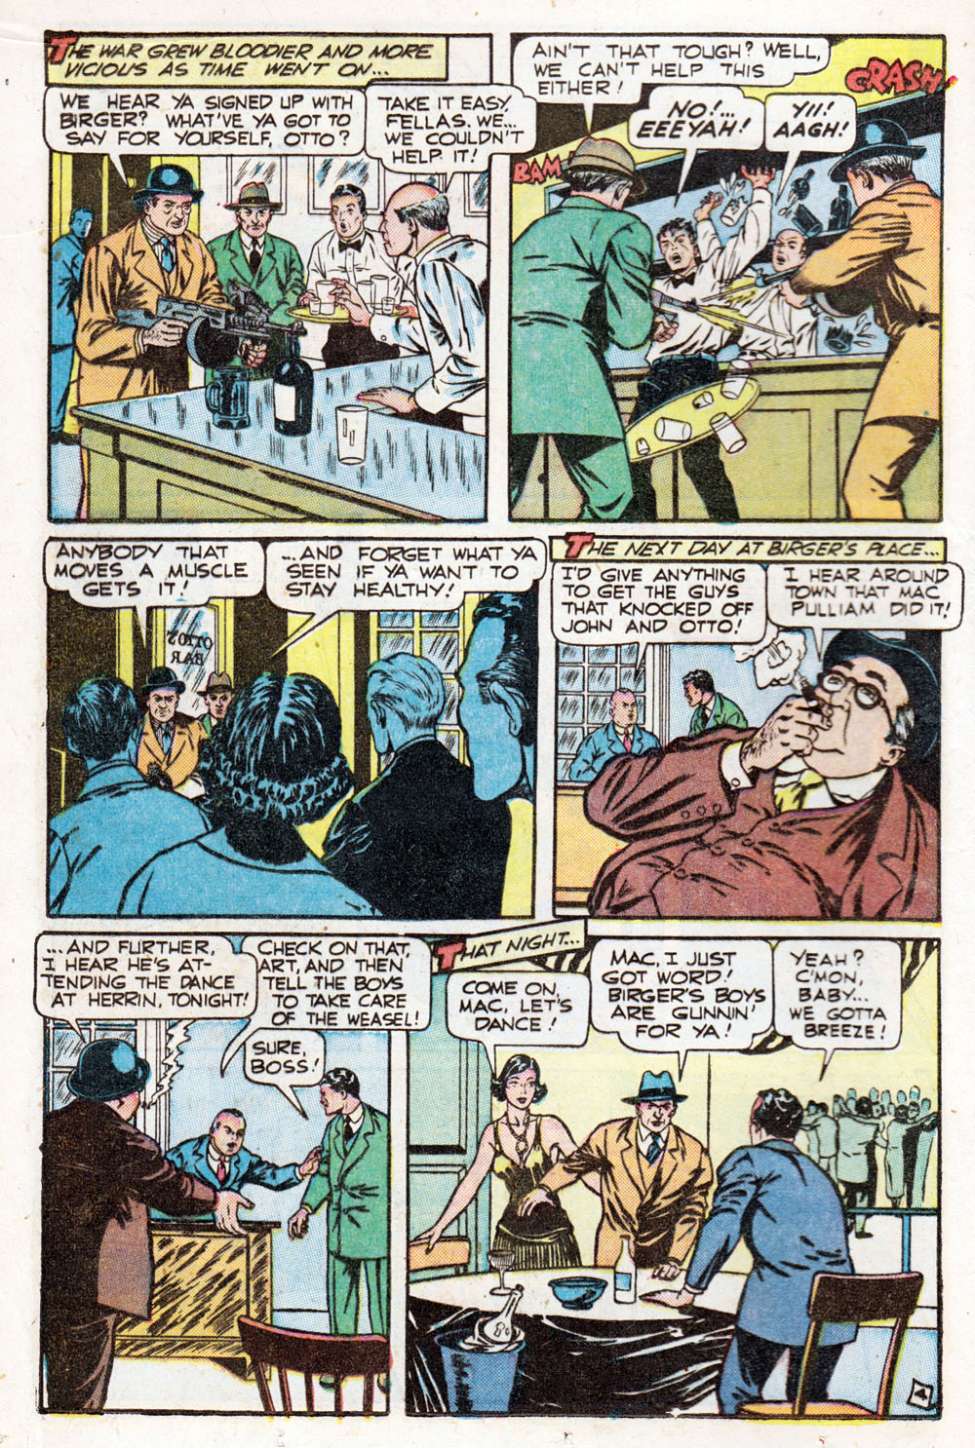 THE WAR GREW BLOODIER AND MORE
VICIOUS AS TIME WENT ON...
WE HEAR YA SIGNED UP WITH
BIRGER? WHAT'VE YA GOT TO
SAY FOR YOURSELF, OTTO?
TAKE IT EASY,
FELLAS. WE...
WE COULDN'T
HELP IT!
AIN'T THAT TOUGH? WELL,
WE CAN'T HELP THIS
EITHER!
BAM
NO!...
EEEYAH!
YII!
AAGH!
CRASH!
ANYBODY THAT
MOVES A MUSCLE
GETS IT!
...AND FORGET WHAT YA
SEEN IF YA WANT TO
STAY HEALTHY!
OTTO'S
BAR
THE NEXT DAY AT BIRGER'S PLACE...
I'D GIVE ANYTHING
TO GET THE GUYS
THAT KNOCKED OFF
JOHN AND OTTO!
I HEAR AROUND
TOWN THAT MAC
PULLIAM DID IT!
...AND FURTHER,
I HEAR HE'S AT-
TENDING THE DANCE
AT HERRIN, TONIGHT!
CHECK ON THAT,
ART, AND THEN
TELL THE BOYS
TO TAKE CARE
OF THE WEASEL!
SURE,
BOSS!
THAT NIGHT...
COME ON,
MAC, LET'S
DANCE!
MAC, I JUST
GOT WORD!
BIRGER'S BOYS
ARE GUNNIN'
FOR YA!
YEAH?
C'MON,
BABY...
WE GOTTA
BREEZE!
4